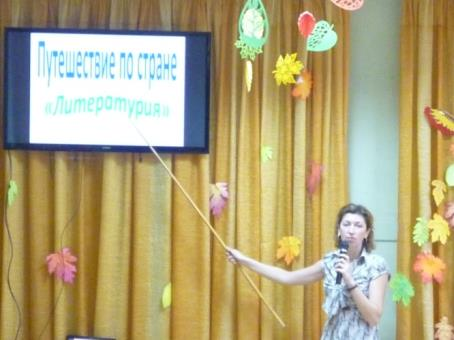 Путешествие по стране
«Литературия»